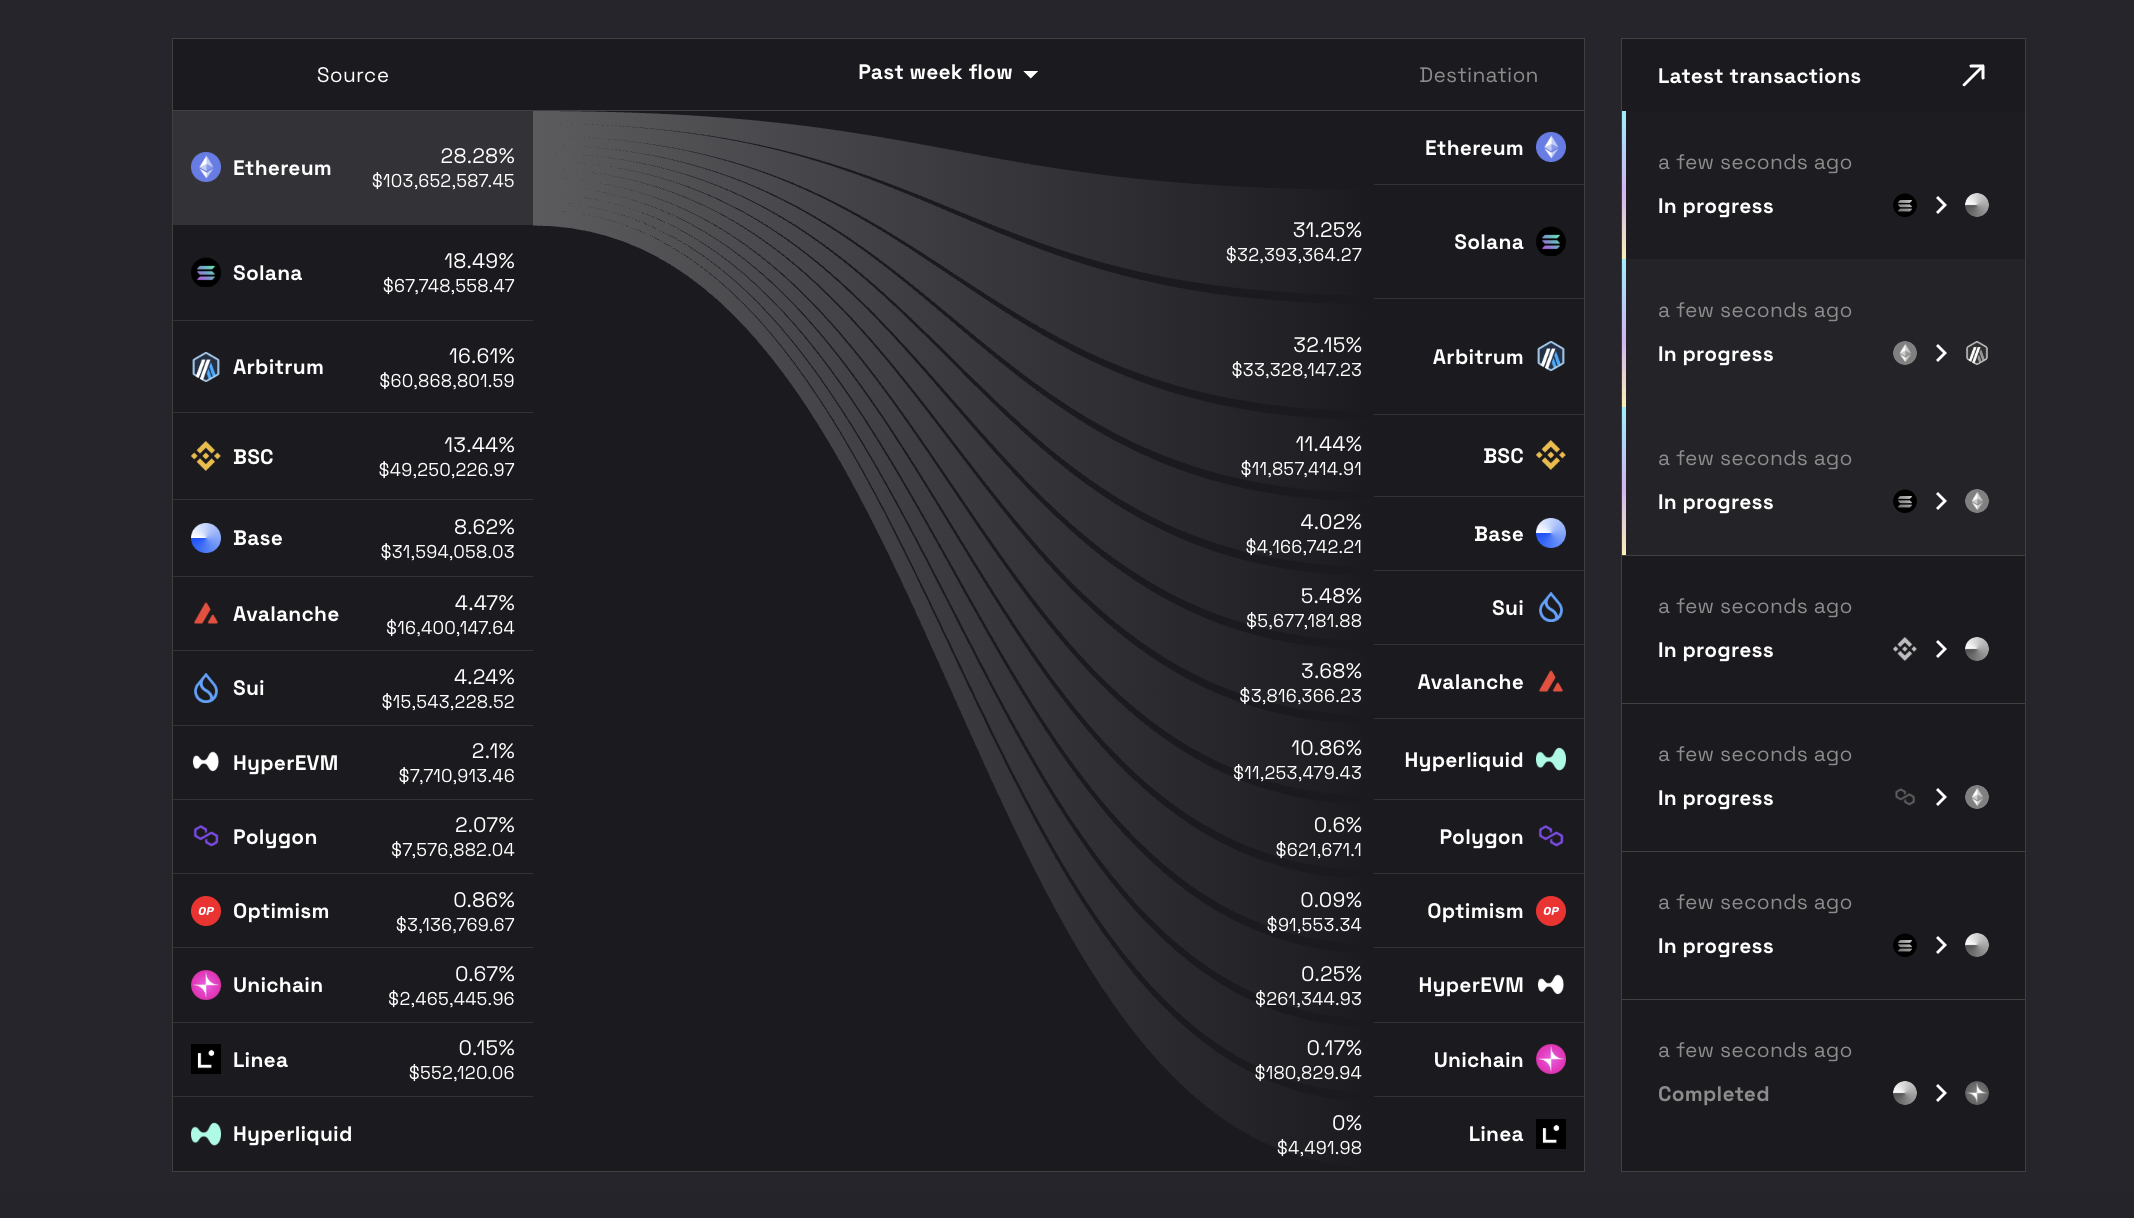 Source
Past week flow
Destination
Ethereum
28.28%
$103,652,587.45
Solana
18.49%
$67,748,558.47
Arbitrum
16.61%
$60,868,801.59
BSC
13.44%
$49,250,226.97
Base
8.62%
$31,594,058.03
Avalanche
4.47%
$16,400,147.64
Sui
4.24%
$15,543,228.52
HyperEVM
2.1%
$7,710,913.46
Polygon
2.07%
$7,576,882.04
OP
Optimism
0.86%
$3,136,769.67
Unichain
0.67%
$2,465,445.96
Linea
0.15%
$552,120.06
Hyperliquid
Ethereum
31.25%
$32,393,364.27
Solana
32.15%
$33,328,147.23
Arbitrum
11.44%
$11,857,414.91
BSC
4.02%
$4,166,742.21
Base
5.48%
$5,677,181.88
Sui
3.68%
$3,816,366.23
Avalanche
10.86%
$11,253,479.43
Hyperliquid
0.6%
$621,671.1
Polygon
0.09%
$91,553.34
Optimism
OP
0.25%
$261,344.93
HyperEVM
0.17%
$180,829.94
Unichain
0%
$4,491.98
Linea
Latest transactions
a few seconds ago
In progress
a few seconds ago
In progress
a few seconds ago
In progress
a few seconds ago
In progress
a few seconds ago
In progress
a few seconds ago
In progress
a few seconds ago
Completed